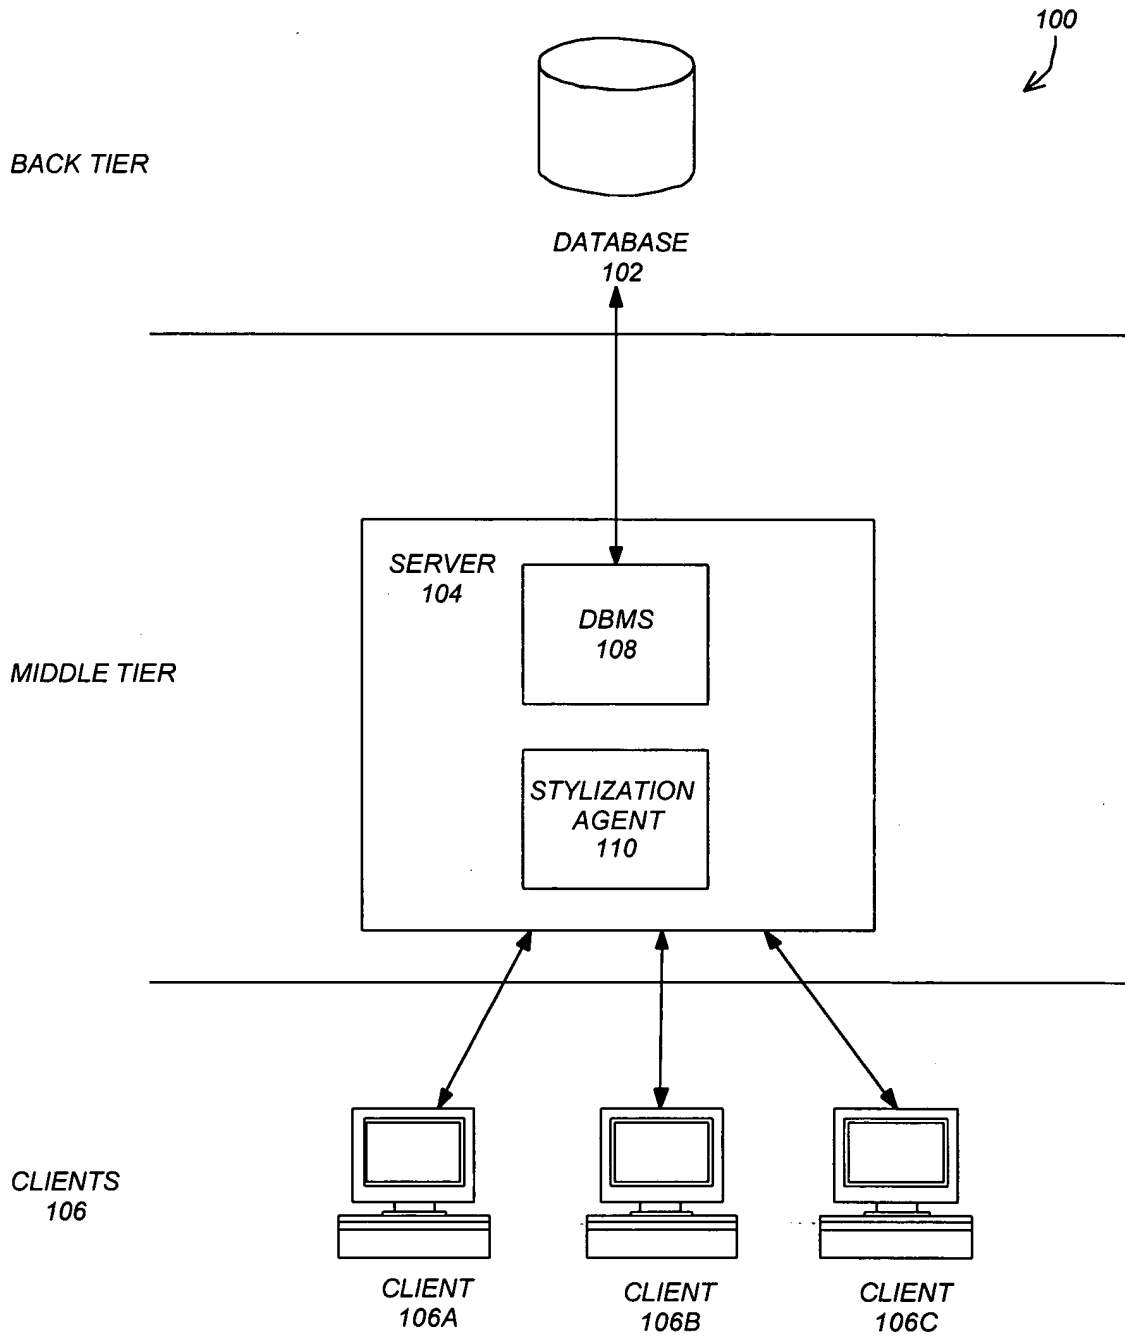 100
BACK TIER
DATABASE
102
SERVER
104
DBMS
108
MIDDLE TIER
STYLIZATION
AGENT
110
CLIENTS
106
CLIENT
106A
CLIENT
106B
CLIENT
106C